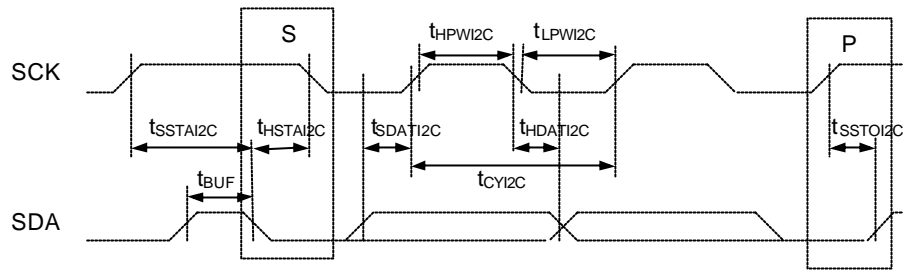 S
tHPWI2C tLPWI2C
P
SCK
tSSTAI2C tHSTAI2C tSDATI2C tHDATI2C tSSTOI2C
tBUF
tCYI2C
SDA